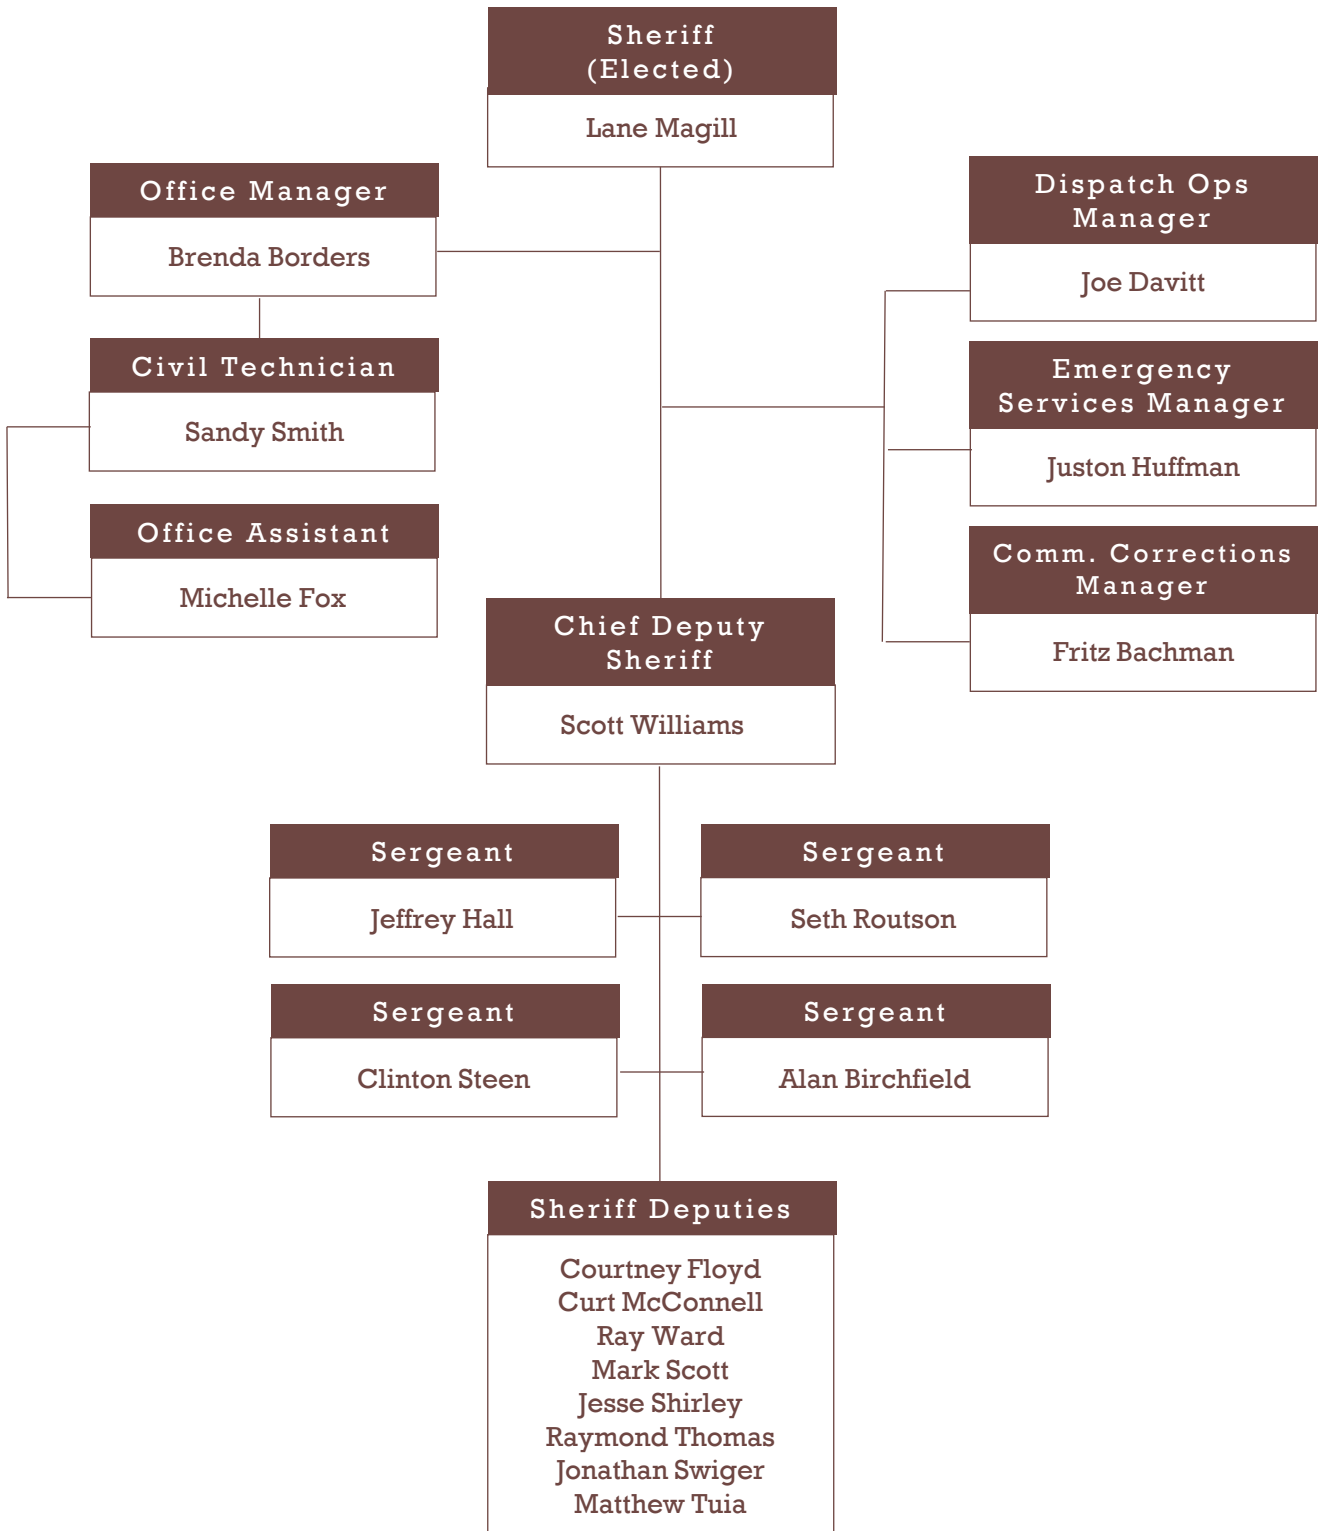 Sheriff
(Elected)
Lane Magill
Office Manager
Brenda Borders
Civil Technician
Sandy Smith
Office Assistant
Michelle Fox
Dispatch Ops
Manager
Joe Davitt
Emergency
Services Manager
Juston Huffman
Comm. Corrections
Manager
Fritz Bachman
Chief Deputy
Sheriff
Scott Williams
Sergeant
Jeffrey Hall
Sergeant
Seth Routson
Sergeant
Clinton Steen
Sergeant
Alan Birchfield
Sheriff Deputies
Courtney Floyd
Curt McConnell
Ray Ward
Mark Scott
Jesse Shirley
Raymond Thomas
Jonathan Swiger
Matthew Tuia